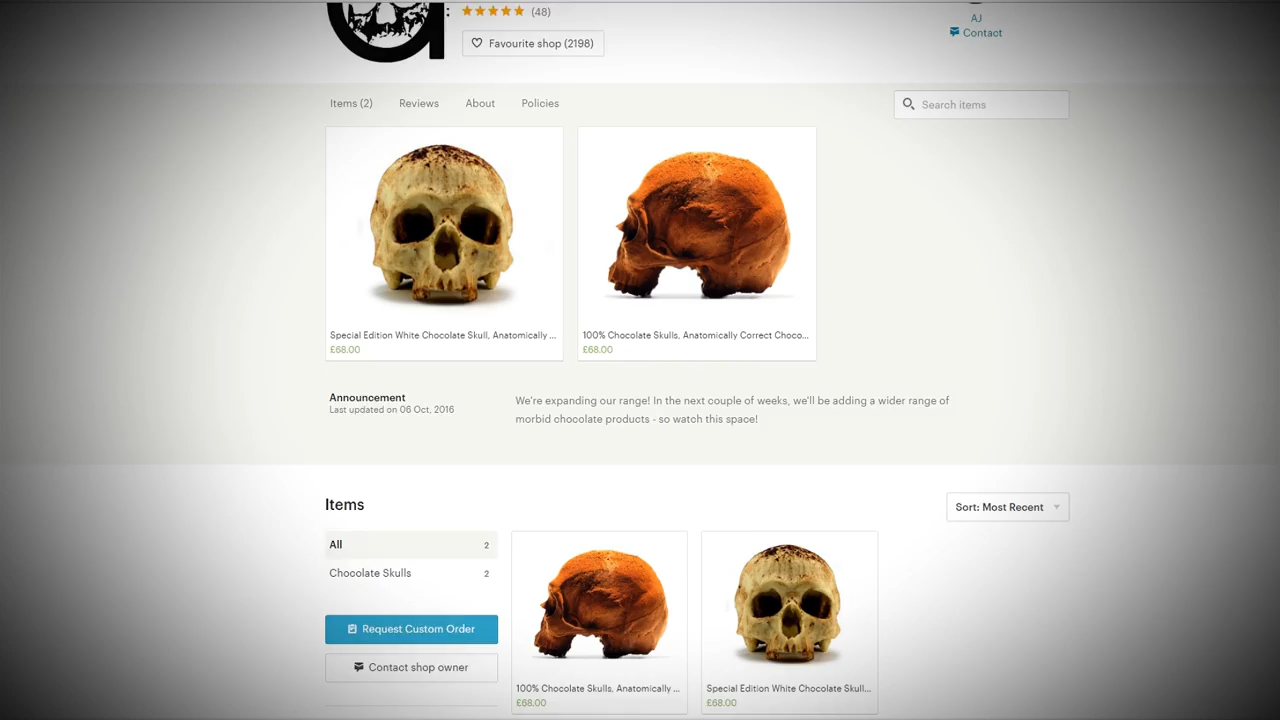 (48)
AJ
Contact
Favourite shop (2198)
Items (2)
Reviews
About
Policies
Search items
Special Edition White Chocolate Skull, Anatomically ...
£68.00
100% Chocolate Skulls, Anatomically Correct Choco...
£68.00
Announcement
Last updated on 06 Oct, 2016
We're expanding our range! In the next couple of weeks, we'll be adding a wider range of
morbid chocolate products - so watch this space!
Items
Sort: Most Recent
All 2
Chocolate Skulls 2
Request Custom Order
Contact shop owner
100% Chocolate Skulls, Anatomically ...
£68.00
Special Edition White Chocolate Skull...
£68.00